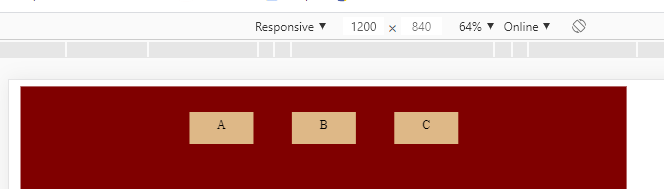 Responsive ▼ 1200 × 840 64% ▼ Online ▼
A B C